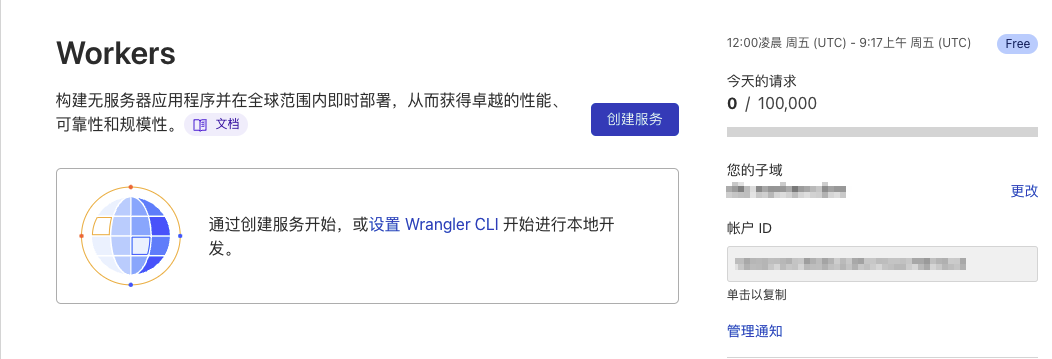 Workers
构建无服务器应用程序并在全球范围内即时部署，从而获得卓越的性能、
可靠性和规模性。 文档
创建服务
通过创建服务开始，或设置 Wrangler CLI 开始进行本地开
发。
12:00凌晨 周五 (UTC) - 9:17上午 周五 (UTC)
Free
今天的请求
0 / 100,000
您的子域
更改
帐户 ID
单击以复制
管理通知